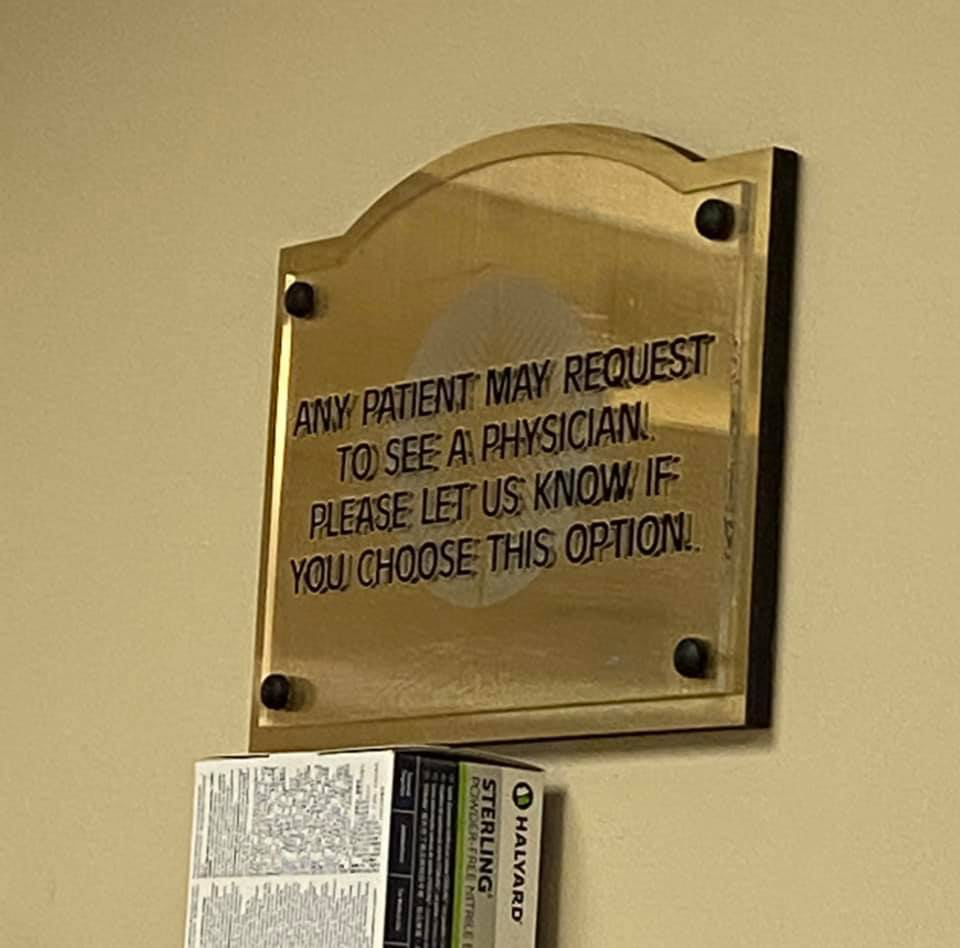 ANY PATIENT MAY REQUEST
TO SEE A PHYSICIAN.
PLEASE LET US KNOW IF
YOU CHOOSE THIS OPTION.
HALYARD
STERLING
POWDER-FREE NITRILE